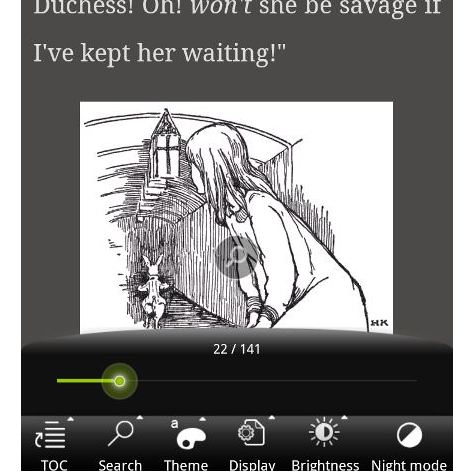 Duchess! Oh! won't she be savage if
I've kept her waiting!"
HK
22 / 141
a
TOC Search Theme Display Brightness Night mode